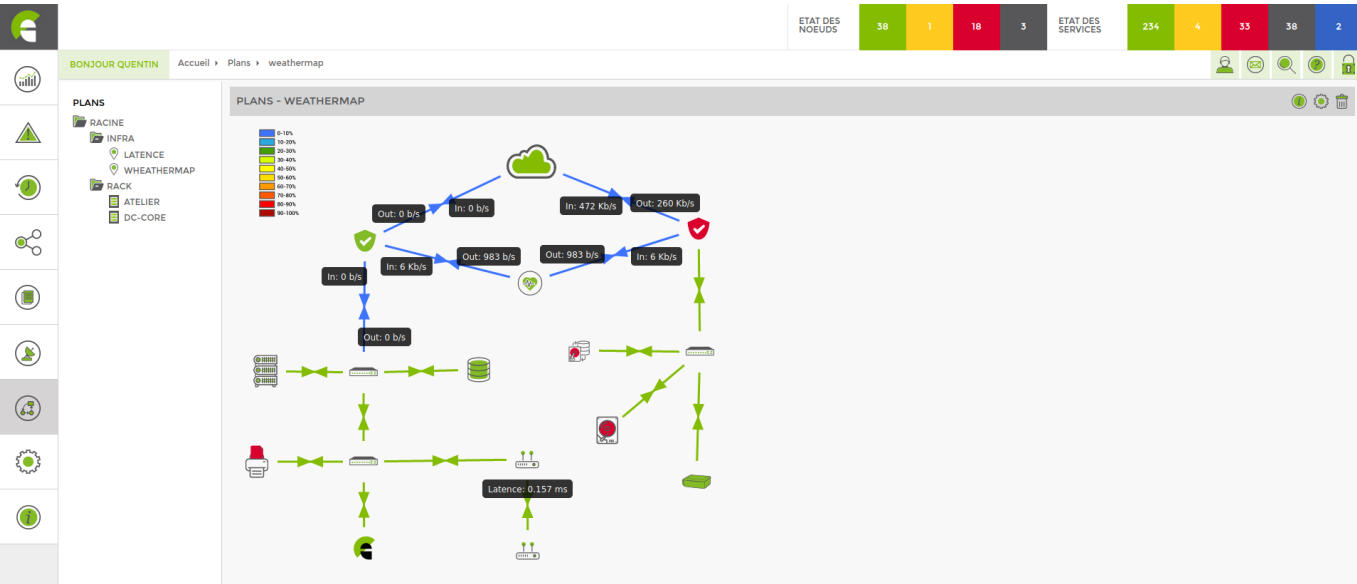 ETAT DES
NOEUDS
38
1
18
3
ETAT DES
SERVICES
234
4
33
38
2
BONJOUR QUENTIN
Accueil
Plans
weathermap
PLANS
RACINE
INFRA
LATENCE
WHEATHERMAP
RACK
ATELIER
DC-CORE
PLANS - WEATHERMAP
0-10%
10-20%
20-30%
30-40%
40-50%
50-60%
60-70%
70-80%
80-90%
90-100%
Out: 0 b/s
In: 0 b/s
In: 472 Kb/s
Out: 260 Kb/s
In: 0 b/s
In: 6 Kb/s
Out: 983 b/s
Out: 983 b/s
In: 6 Kb/s
Out: 0 b/s
Latence: 0.157 ms